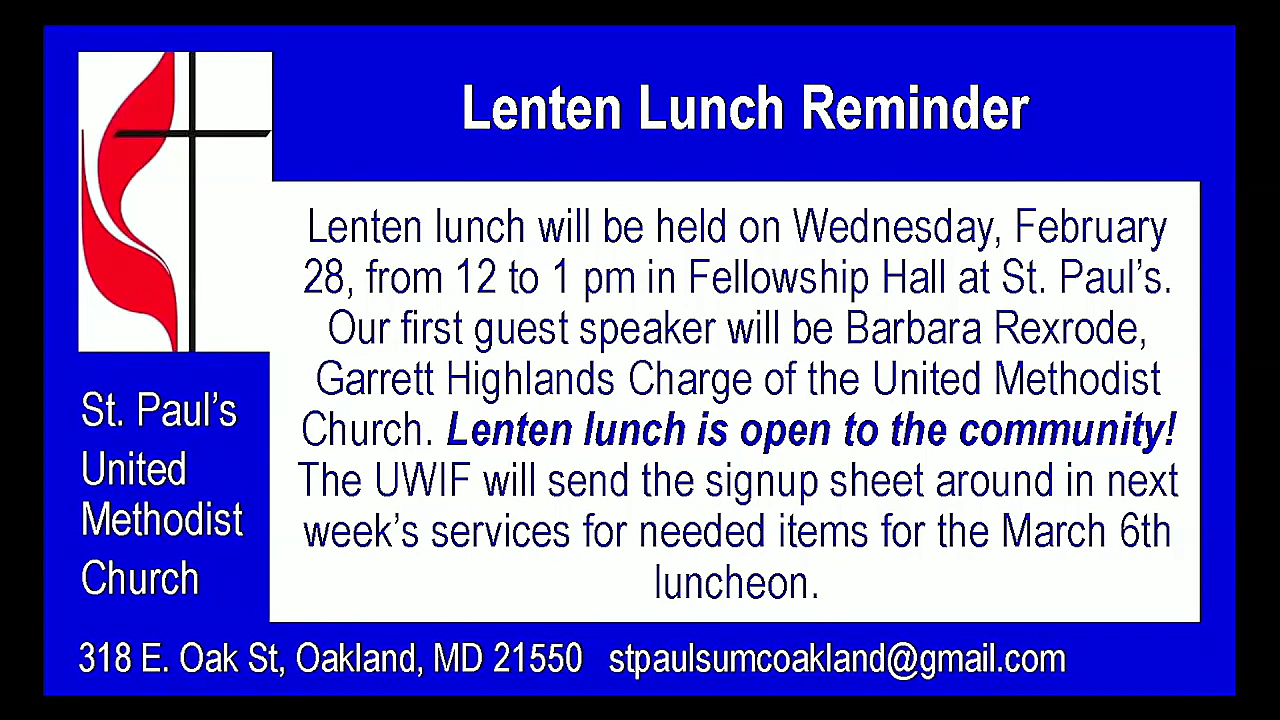 Lenten Lunch Reminder
Lenten lunch will be held on Wednesday, February
28, from 12 to 1 pm in Fellowship Hall at St. Paul's.
Our first guest speaker will be Barbara Rexrode,
Garrett Highlands Charge of the United Methodist
Church. Lenten lunch is open to the community!
The UWIF will send the signup sheet around in next
week's services for needed items for the March 6th
luncheon.
St. Paul's
United
Methodist
Church
318 E. Oak St, Oakland, MD 21550 stpaulsumcoakland@gmail.com